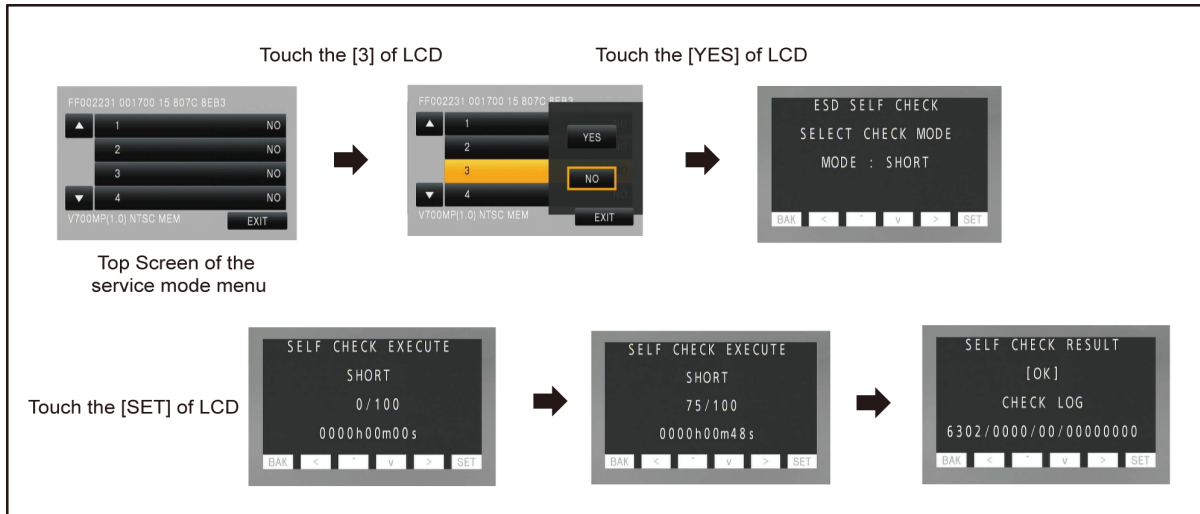 Touch the [3] of LCD
Touch the [YES] of LCD
FF002231 001700 15 807C 8EB3
▲ 1 NO
2 NO
3 NO
▼ 4 NO
V700MP(1.0) NTSC MEM EXIT
Top Screen of the
service mode menu
FF002231 001700 15 807C 8EB3
▲ 1
2
3
▼ 4
YES
NO
V700MP(1.0) NTSC MEM EXIT
ESD SELF CHECK
SELECT CHECK MODE
MODE : SHORT
BAK < ^ v > SET
Touch the [SET] of LCD
SELF CHECK EXECUTE
SHORT
0/100
0000h00m00s
BAK < ^ v > SET
SELF CHECK EXECUTE
SHORT
75/100
0000h00m48s
BAK < ^ v > SET
SELF CHECK RESULT
[OK]
CHECK LOG
6302/0000/00/00000000
BAK < ^ v > SET